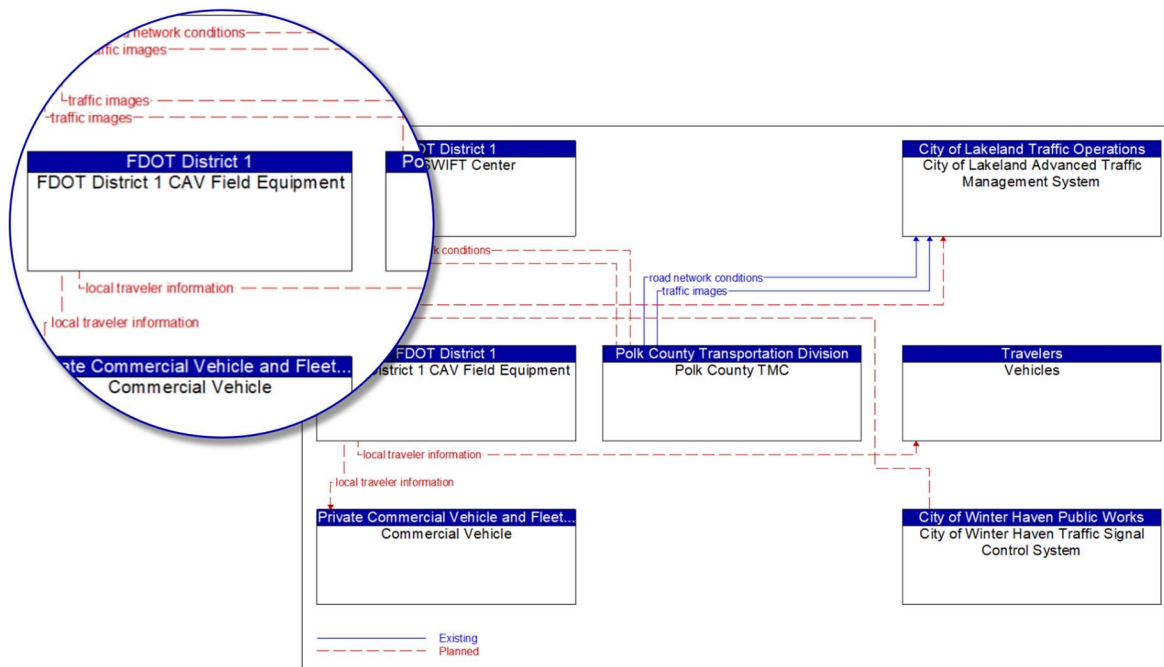 network conditions
images
traffic images
traffic images
FDOT District 1
FDOT District 1 CAV Field Equipment
local traveler information
local traveler information
Commercial Vehicle and Fleet...
Commercial Vehicle
District 1
SWIFT Center
City of Lakeland Traffic Operations
City of Lakeland Advanced Traffic
Management System
conditions
road network conditions
traffic images
FDOT District 1
District 1 CAV Field Equipment
Polk County Transportation Division
Polk County TMC
Travelers
Vehicles
local traveler information
local traveler information
Private Commercial Vehicle and Fleet...
Commercial Vehicle
City of Winter Haven Public Works
City of Winter Haven Traffic Signal
Control System
Existing
Planned